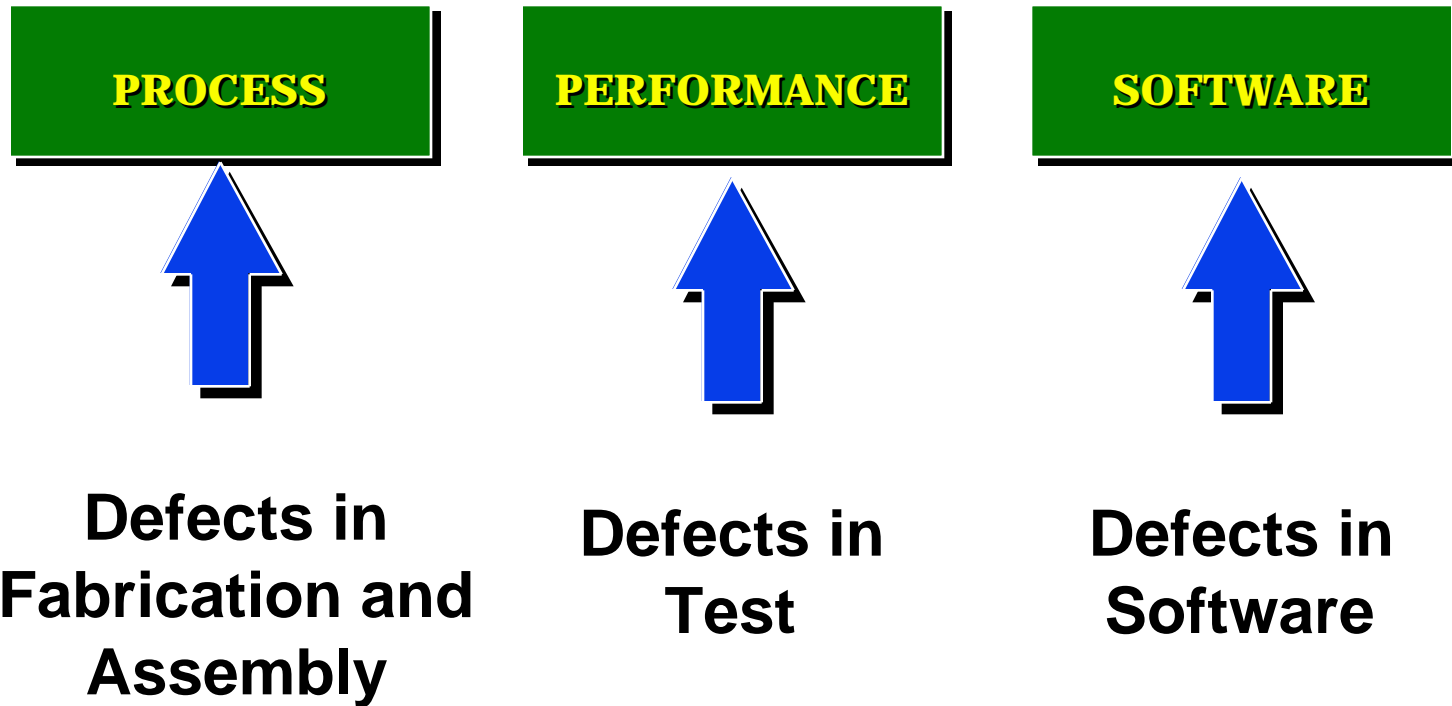 PROCESS
PERFORMANCE
SOFTWARE
Defects in
Fabrication and
Assembly
Defects in
Test
Defects in
Software